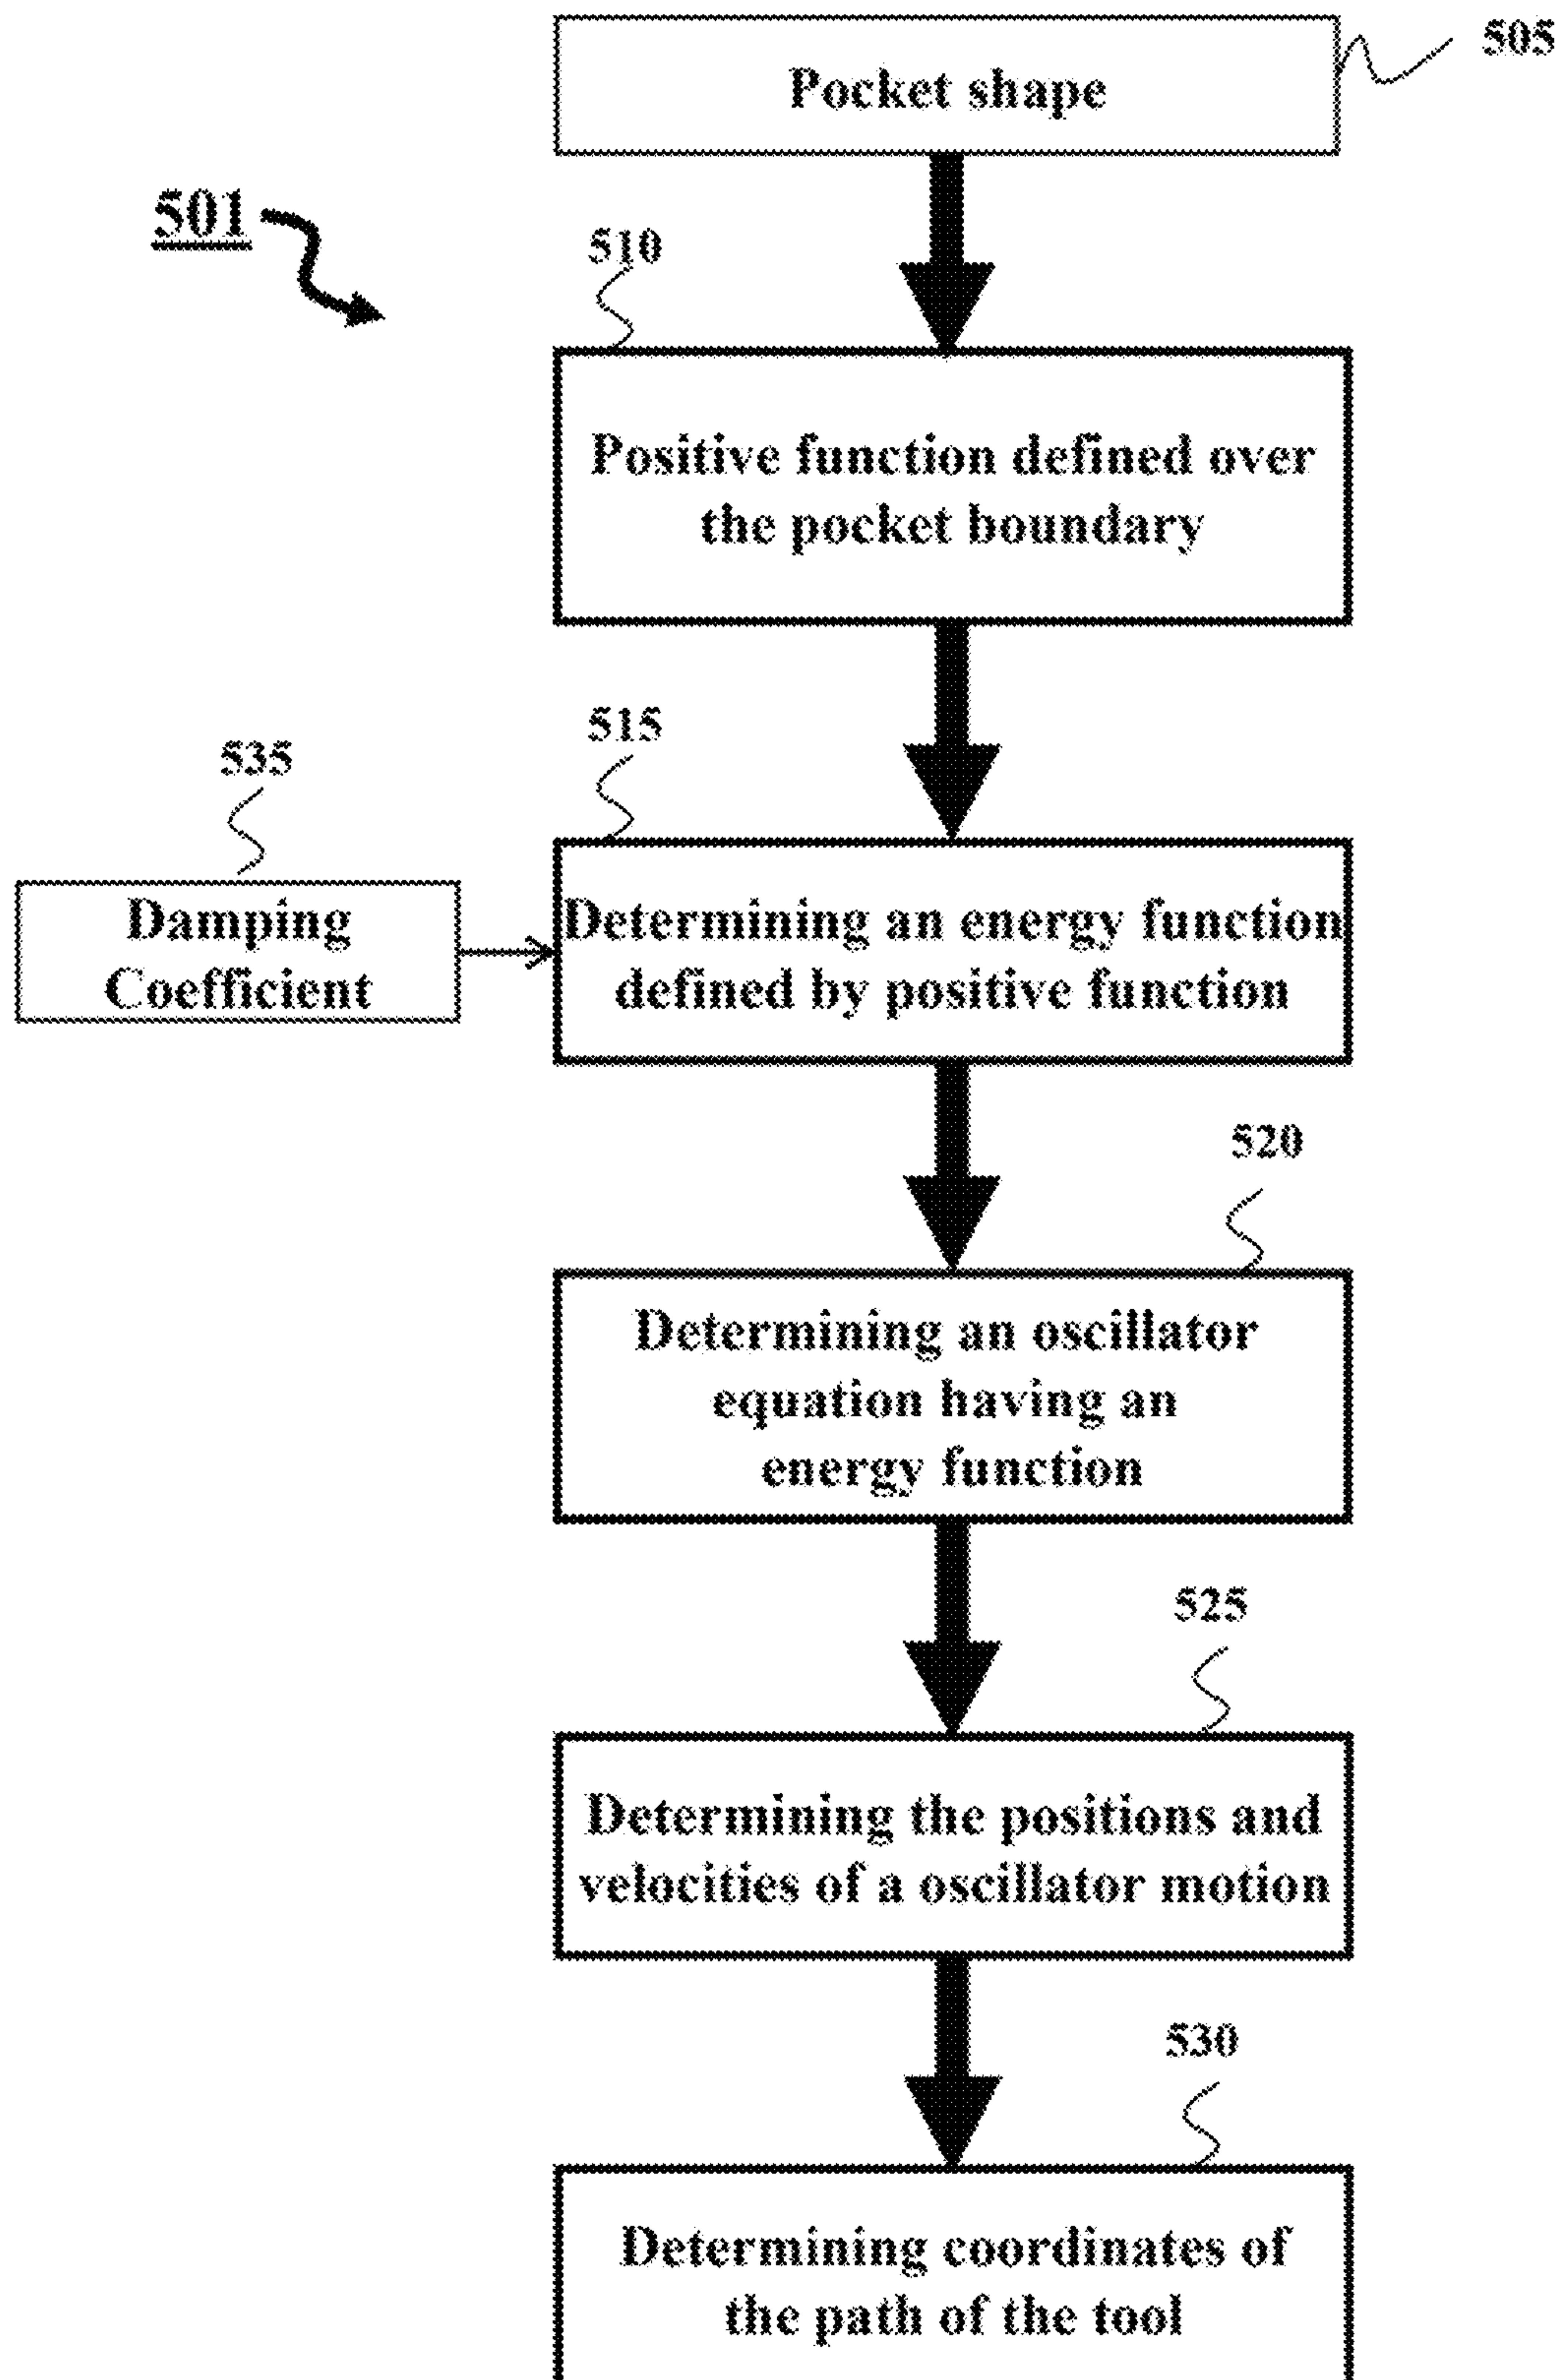 505
Pocket shape
501
510
Positive function defined over
the pocket boundary
515
535
Damping
Coefficient
Determining an energy function
defined by positive function
520
Determining an oscillator
equation having an
energy function
525
Determining the positions and
velocities of a oscillator motion
530
Determining coordinates of
the path of the tool